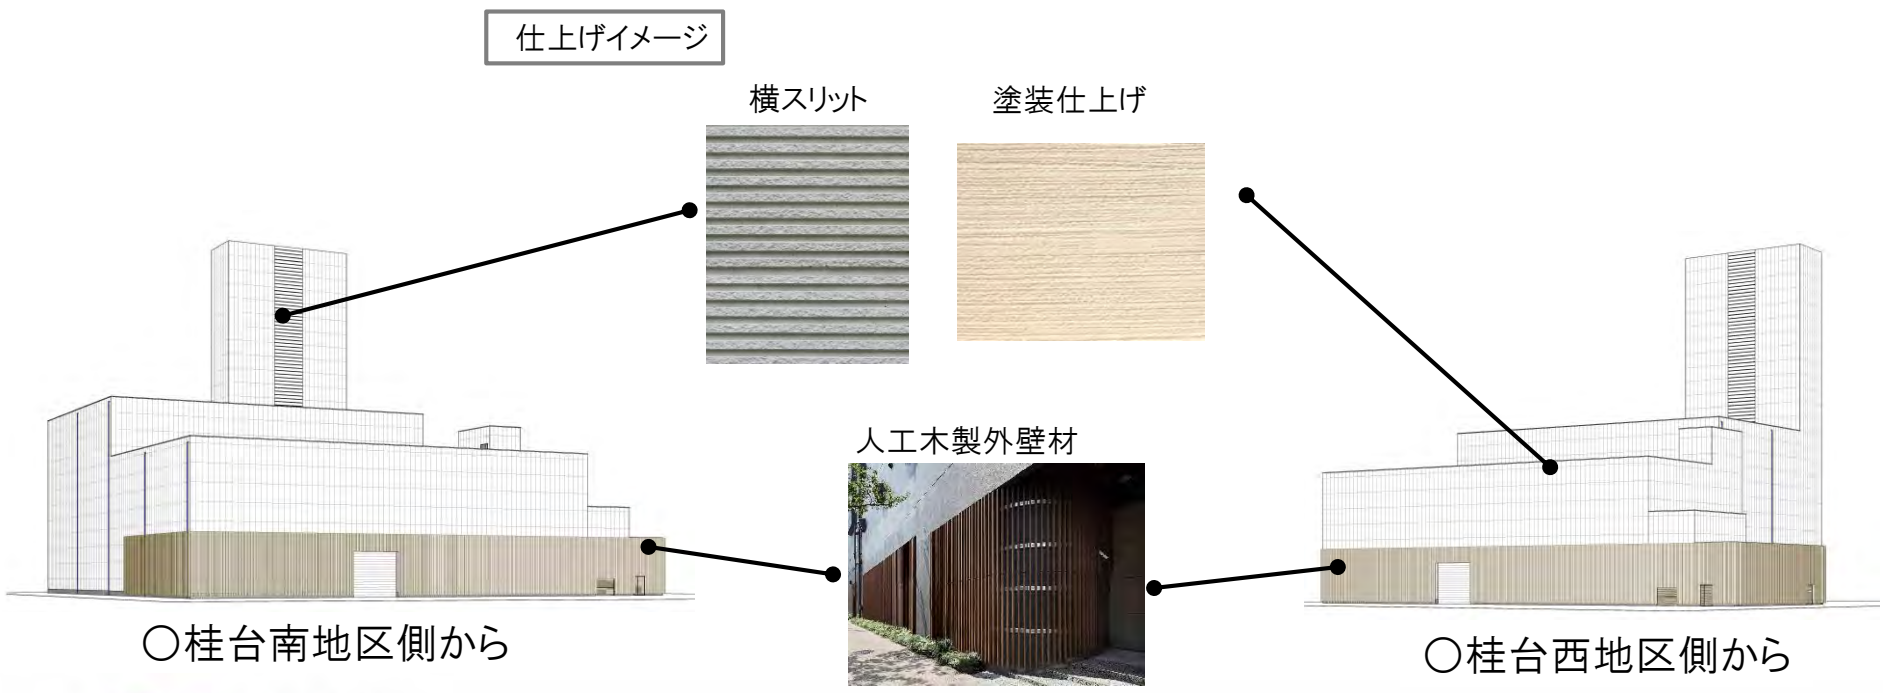 仕上げイメージ
横スリット
塗装仕上げ
人工木製外壁材
○桂台南地区側から
○桂台西地区側から